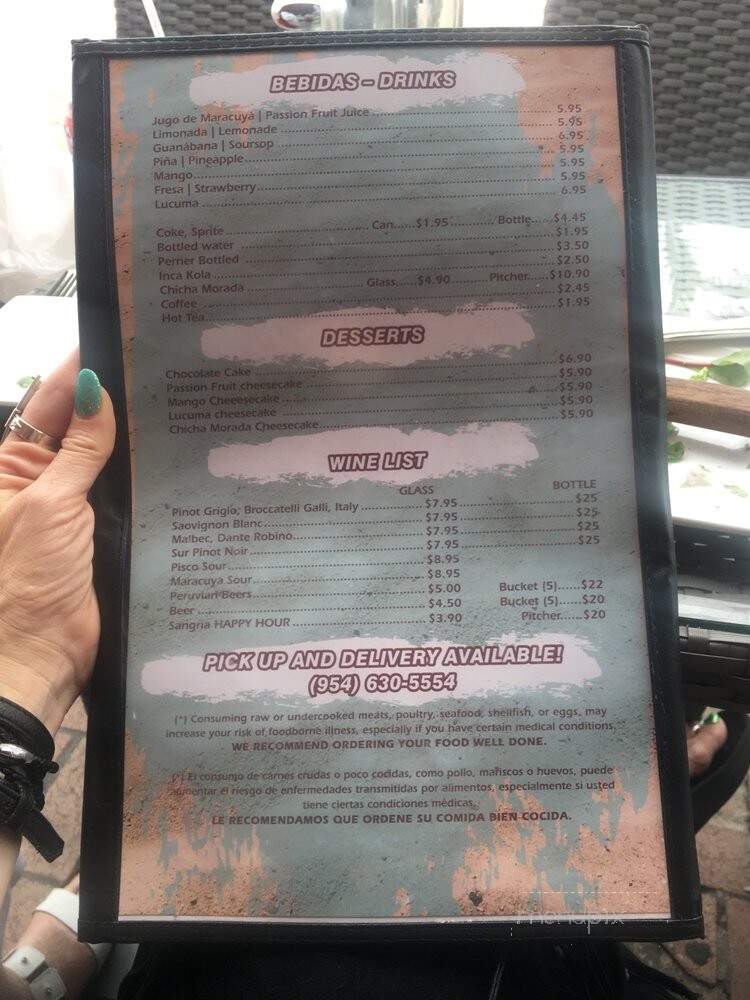 BEBIDAS – DRINKS
Jugo de Maracuyá | Passion Fruit Juice 5.95
Limonada | Lemonade 5.95
Guanábana | Soursop 6.95
Piña | Pineapple 5.95
Mango 5.95
Fresa | Strawberry 5.95
Lucuma 6.95
Coke, Sprite Can $1.95 Bottle $4.45
Bottled water $1.95
Perrier Bottled $3.50
Inca Kola $2.50
Chicha Morada Glass $4.90 Pitcher $10.90
Coffee $2.45
Hot Tea $1.95
DESSERTS
Chocolate Cake $6.90
Passion Fruit cheesecake $5.90
Mango Cheeesecake $5.90
Lucuma cheesecake $5.90
Chicha Morada Cheesecake $5.90
WINE LIST
GLASS BOTTLE
Pinot Grigio, Broccatelli Galli, Italy $7.95 $25
Saovignon Blanc $7.95 $25
Malbec, Dante Robino $7.95 $25
Sur Pinot Noir $7.95 $25
Pisco Sour $8.95
Maracuya Sour $8.95
Peruvian Beers $5.00 Bucket (5) $22
Beer $4.50 Bucket (5) $20
Sangria HAPPY HOUR $3.90 Pitcher $20
PICK UP AND DELIVERY AVAILABLE!
(954) 630-5554
(*) Consuming raw or undercooked meats, poultry, seafood, shellfish, or eggs, may
increase your risk of foodborne illness, especially if you have certain medical conditions.
WE RECOMMEND ORDERING YOUR FOOD WELL DONE.
(*) El consumo de carnes crudas o poco cocidas, como pollo, mariscos o huevos, puede
aumentar el riesgo de enfermedades transmitidas por alimentos, especialmente si usted
tiene ciertas condiciones médicas.
LE RECOMENDAMOS QUE ORDENE SU COMIDA BIEN COCIDA.
menupix